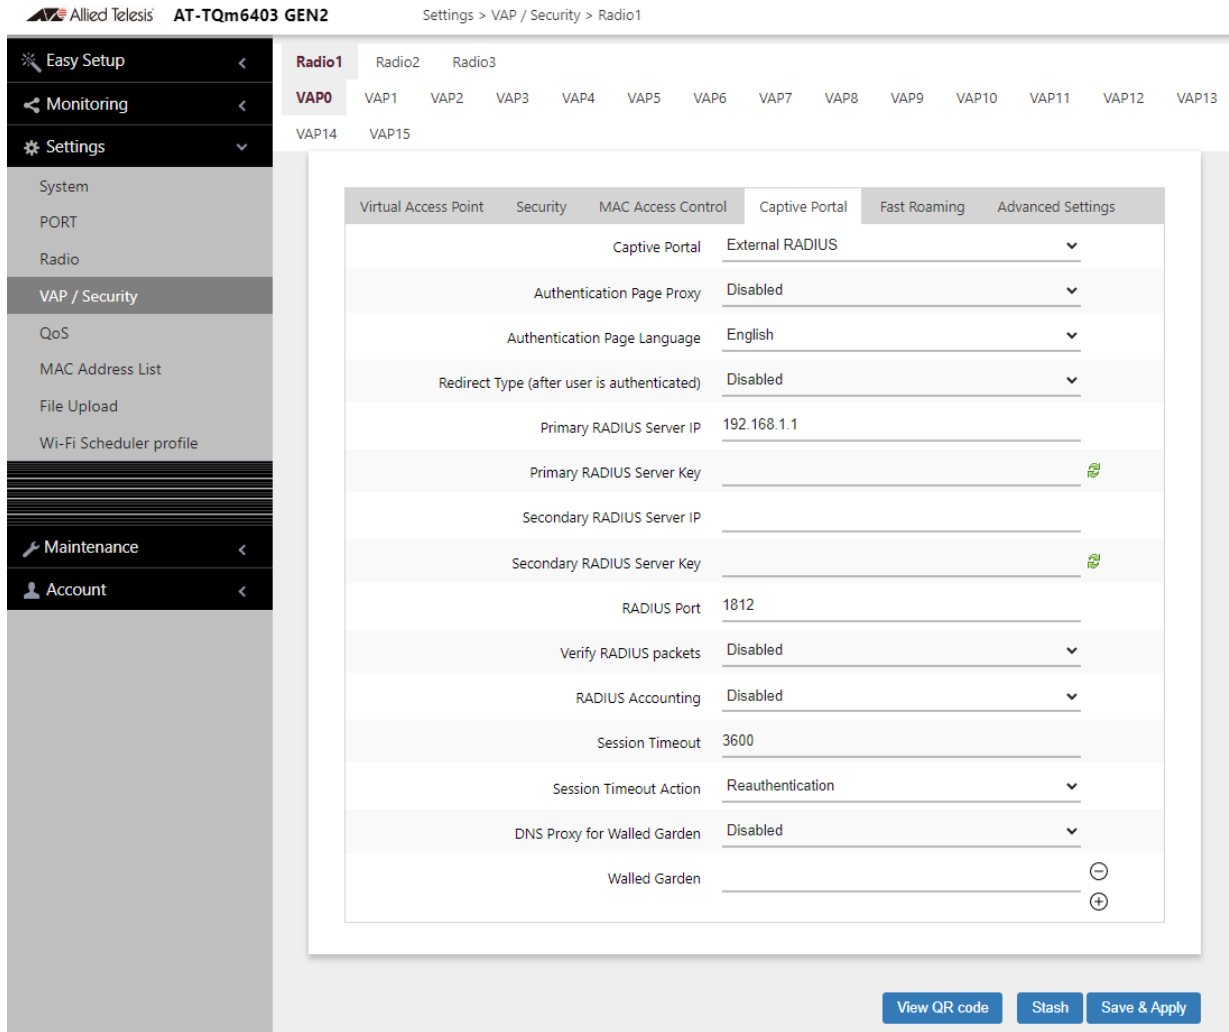 Allied Telesis AT-TQm6403 GEN2 Settings > VAP / Security > Radio1
Easy Setup
Monitoring
Settings
System
PORT
Radio
VAP / Security
QoS
MAC Address List
File Upload
Wi-Fi Scheduler profile
Maintenance
Account
Radio1 Radio2 Radio3
VAP0 VAP1 VAP2 VAP3 VAP4 VAP5 VAP6 VAP7 VAP8 VAP9 VAP10 VAP11 VAP12 VAP13
VAP14 VAP15
Virtual Access Point Security MAC Access Control Captive Portal Fast Roaming Advanced Settings
Captive Portal External RADIUS
Authentication Page Proxy Disabled
Authentication Page Language English
Redirect Type (after user is authenticated) Disabled
Primary RADIUS Server IP 192.168.1.1
Primary RADIUS Server Key
Secondary RADIUS Server IP
Secondary RADIUS Server Key
RADIUS Port 1812
Verify RADIUS packets Disabled
RADIUS Accounting Disabled
Session Timeout 3600
Session Timeout Action Reauthentication
DNS Proxy for Walled Garden Disabled
Walled Garden
View QR code Stash Save & Apply